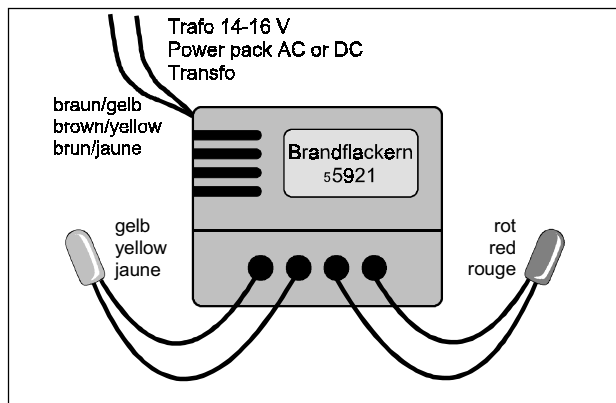 Trafo 14-16 V
Power pack AC or DC
Transfo
braun/gelb
brown/yellow
brun/jaune
Brandflackern
55921
gelb
yellow
jaune
rot
red
rouge